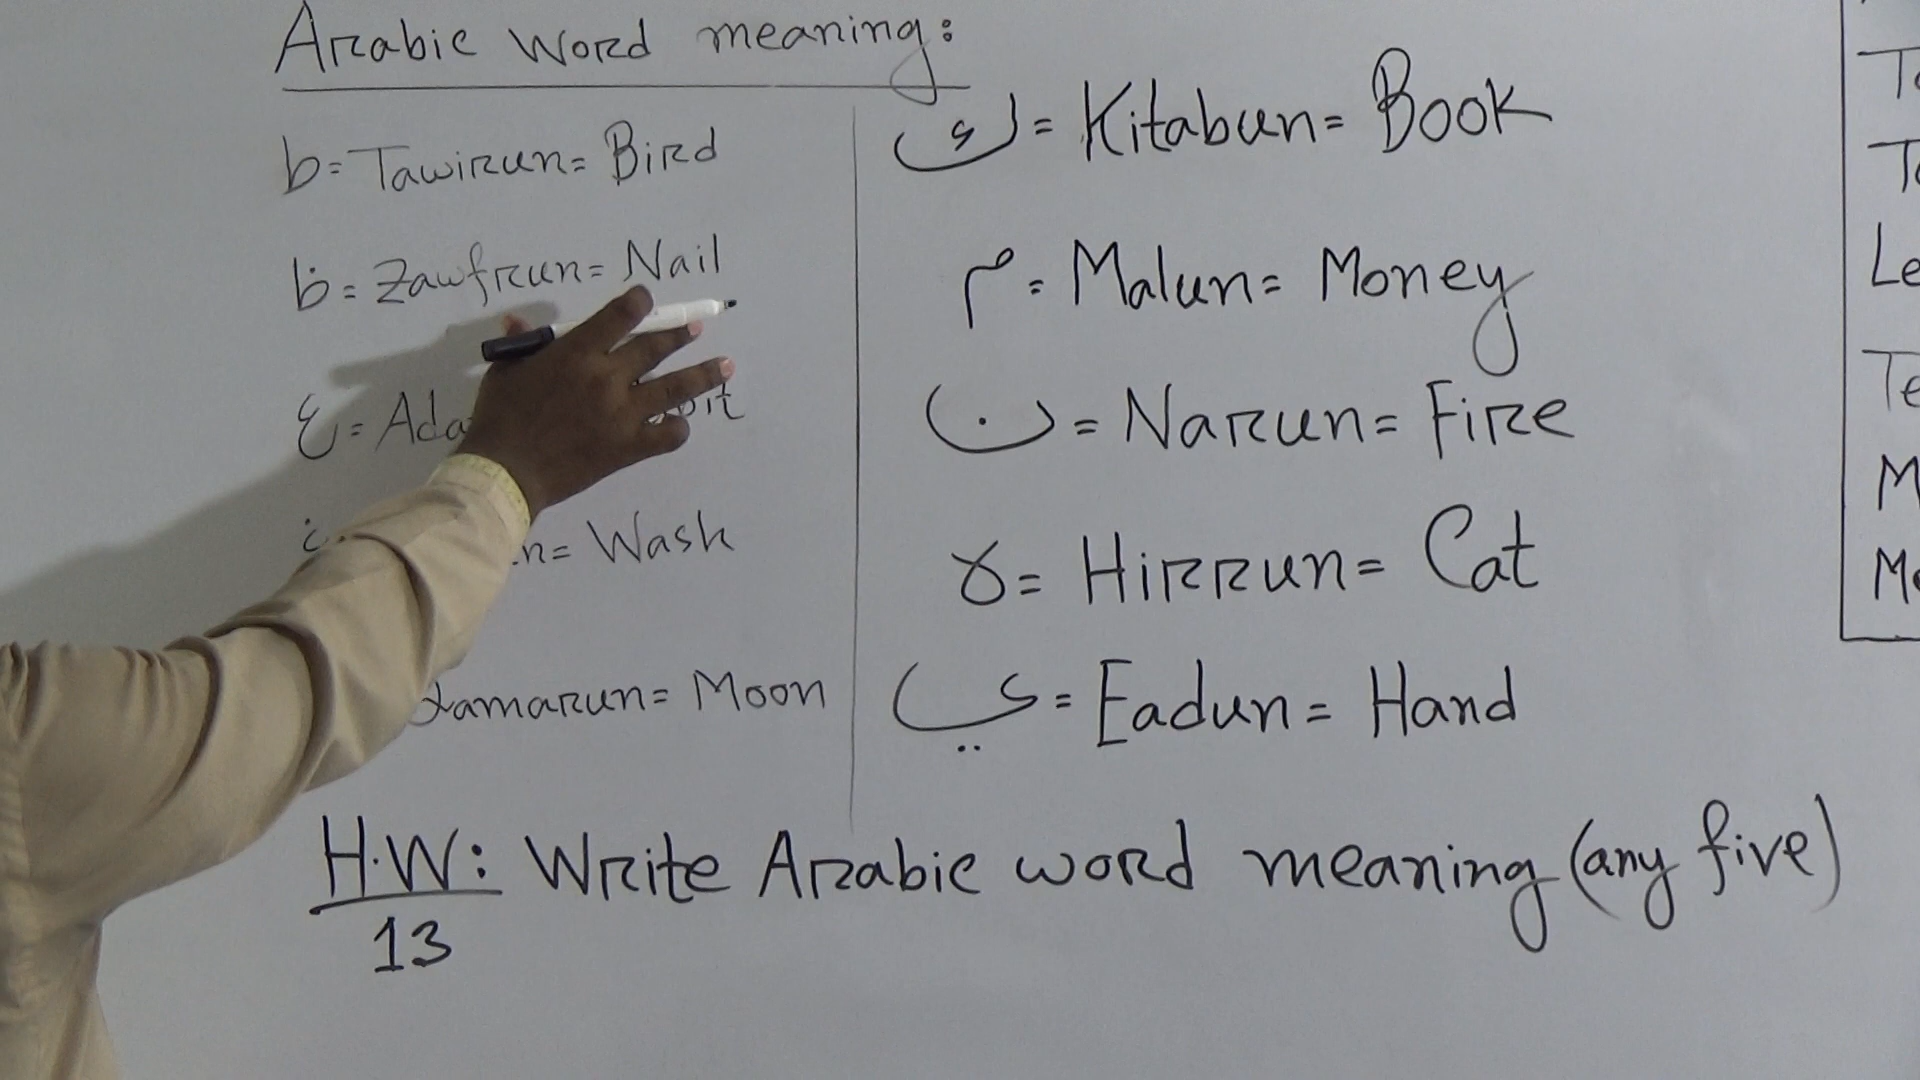 Arabic Word meaning:
ط = Tawirun = Bird
ظ = Zawfrun = Nail
ع =
غ = Wash
= Moon
ك = Kitabun = Book
م = Malun = Money
ن = Narun = Fire
ه = Hirrun = Cat
ي = Eadun = Hand
H.W: Write Arabic word meaning (any five)
13
Le